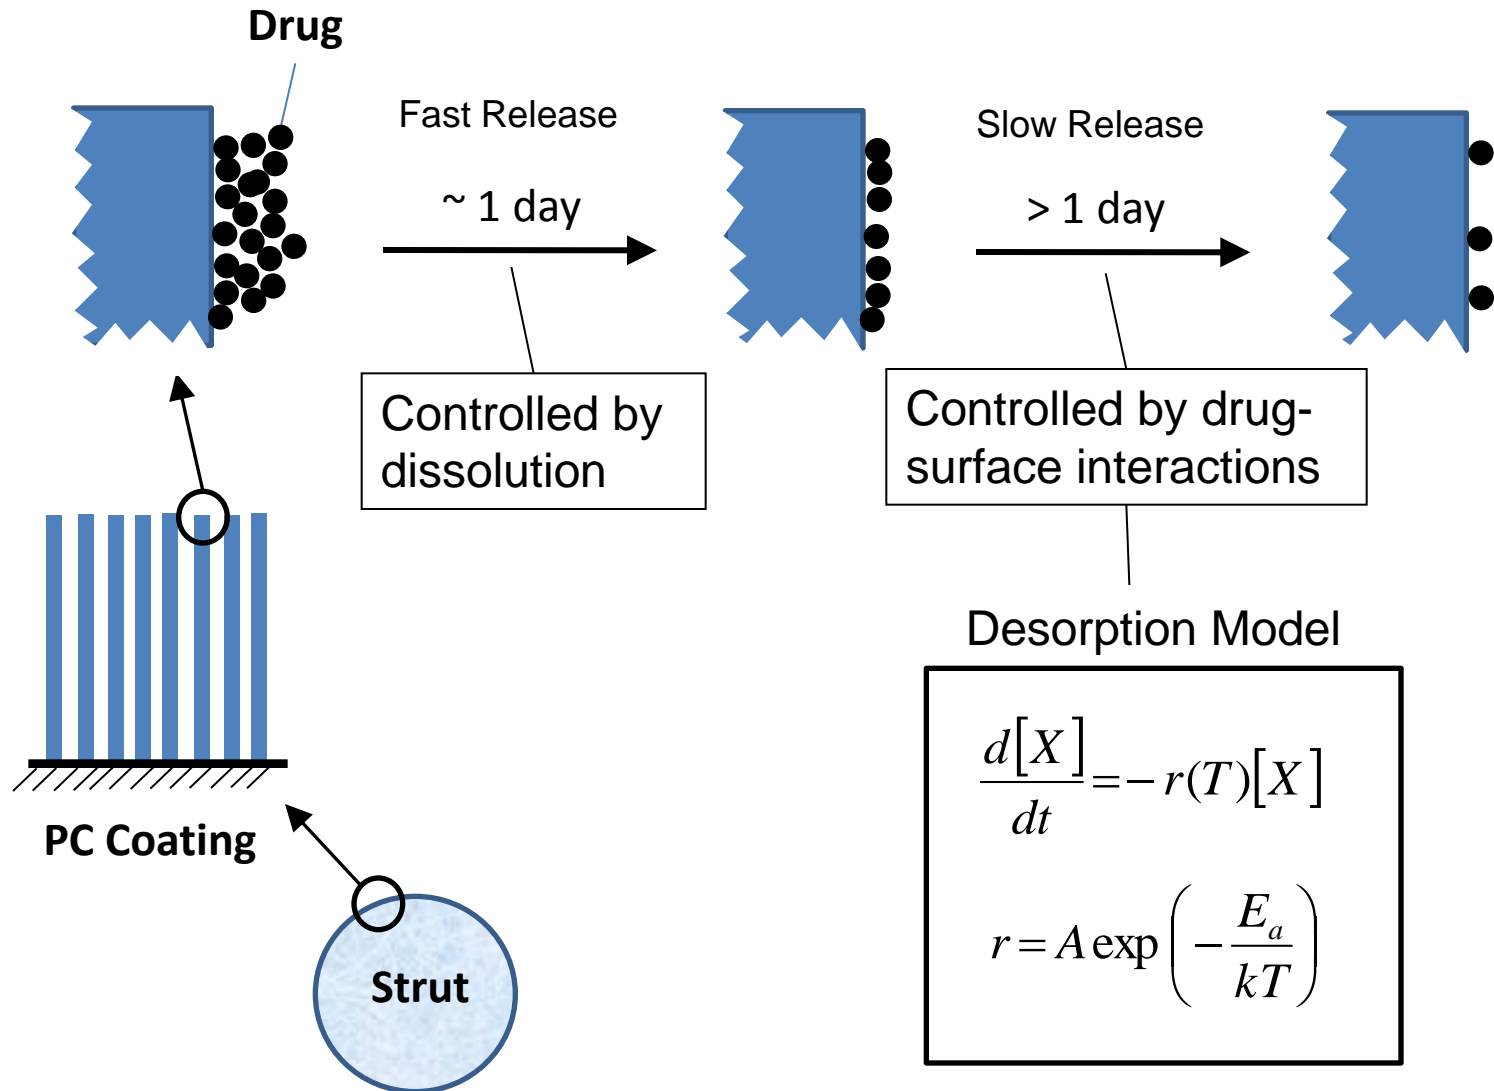 Drug
Fast Release
~ 1 day
Slow Release
> 1 day
Controlled by
dissolution
Controlled by drug-
surface interactions
PC Coating
Strut
Desorption Model
d[X]/dt = - r(T)[X]
r = A exp(-E_a/kT)